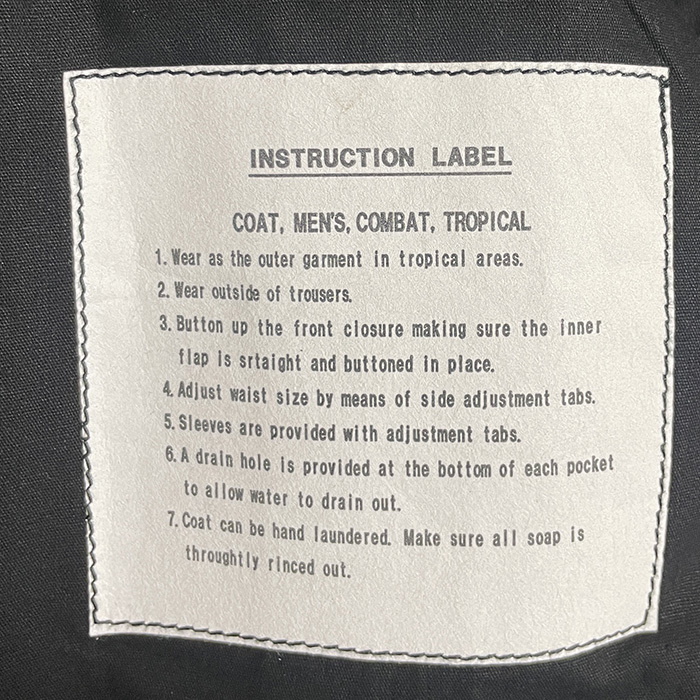 INSTRUCTION LABEL
COAT, MEN'S, COMBAT, TROPICAL
1. Wear as the outer garment in tropical areas.
2. Wear outside of trousers.
3. Button up the front closure making sure the inner
flap is srtaight and buttoned in place.
4. Adjust waist size by means of side adjustment tabs.
5. Sleeves are provided with adjustment tabs.
6. A drain hole is provided at the bottom of each pocket
to allow water to drain out.
7. Coat can be hand laundered. Make sure all soap is
throughtly rinced out.